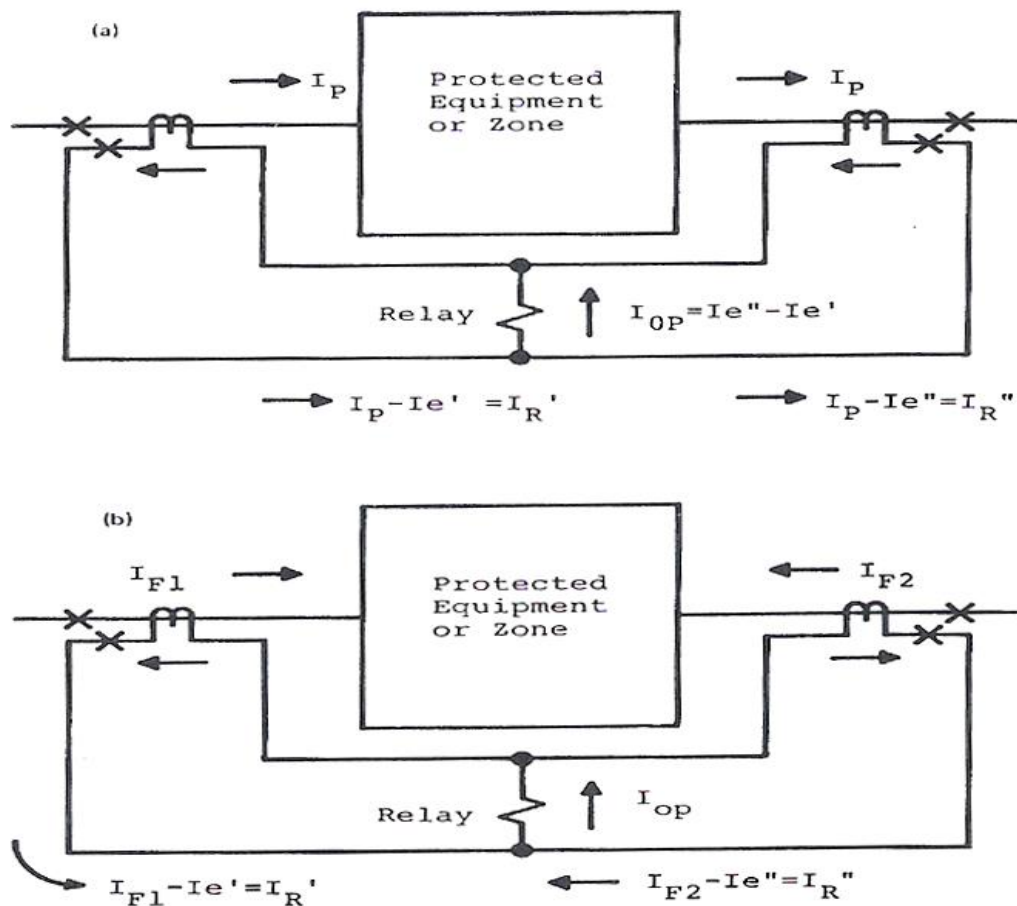 (a)
I_P
Protected
Equipment
or Zone
I_P
Relay
I_OP=Ie"-Ie'
I_P-Ie' =I_R'
I_P-Ie"=I_R"
(b)
I_F1
Protected
Equipment
or Zone
I_F2
Relay
I_op
I_F1-Ie'=I_R'
I_F2-Ie"=I_R"